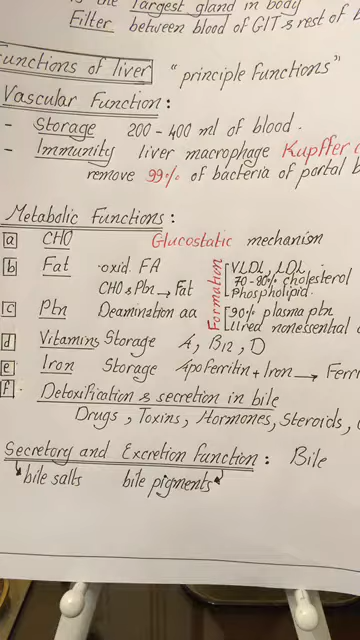 is the largest gland in body
Filter between blood of GIT & rest of
Functions of liver "principle functions"
Vascular Function:
- Storage 200 - 400 ml of blood.
- Immunity liver macrophage Kupffer
remove 99% of bacteria of portal
Metabolic Functions:
a CHO Glucostatic mechanism
b Fat .oxid. FA Formation VLDL, LDL
CHO & Ptn → Fat 70-90% cholesterol
phospholipid.
c Ptn Deamination aa 90% plasma ptn
nonessential
d Vitamins Storage A, B12, D
e Iron Storage Apoferritin + Iron →
f. Detoxification & secretion in bile
Drugs, Toxins, Hormones, Steroids,
Secretory and Excretion function: Bile
bile salts bile pigments